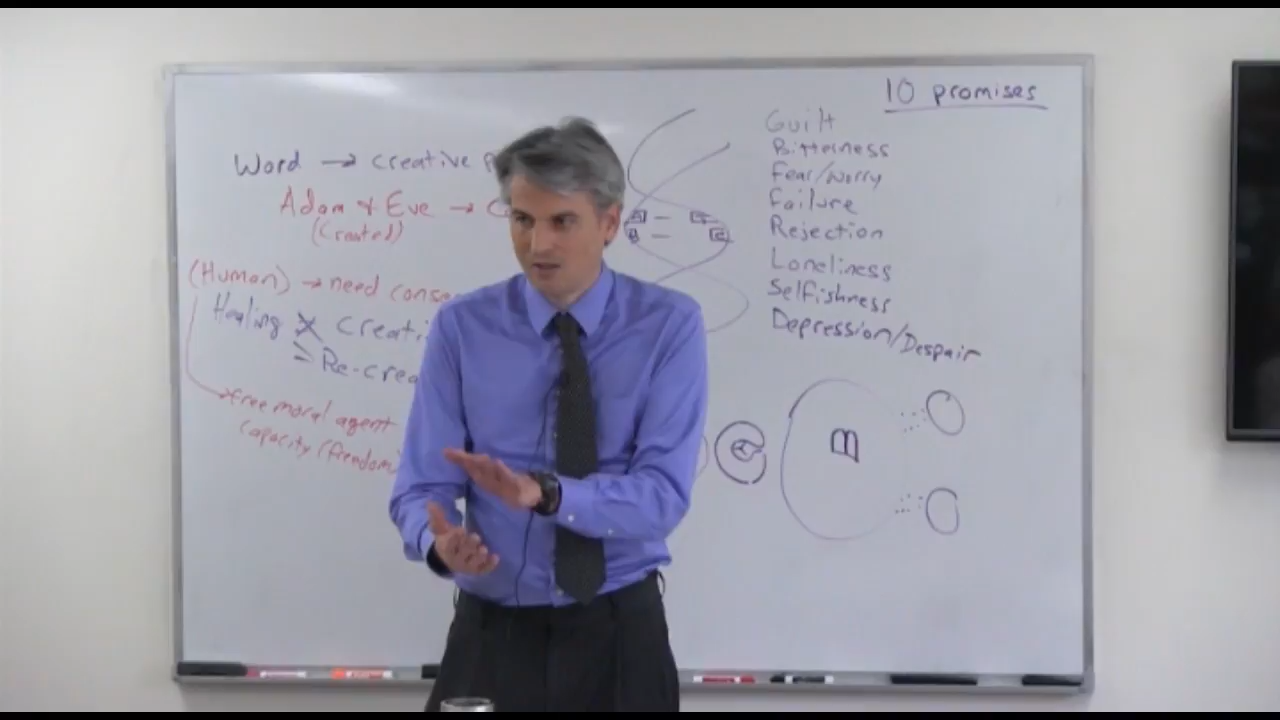 10 promises
Word → creative
Adam & Eve →
(Created)
(Human) → need
Healing X
= Re-crea
free moral agent
capacity (freedom
A — T
B — C
Guilt
Bitterness
Fear/Worry
Failure
Rejection
Loneliness
Selfishness
Depression/Despair